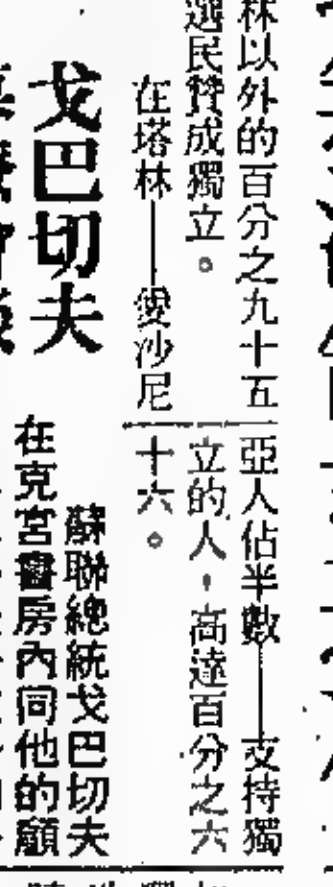 林以外的百分之九十五
選民贊成獨立。
在塔林——愛沙尼
亞人佔半數——支持獨
立的人，高達百分之六
十六。
戈巴切夫
蘇聯總統戈巴切夫
在克宮書房內同他的顧